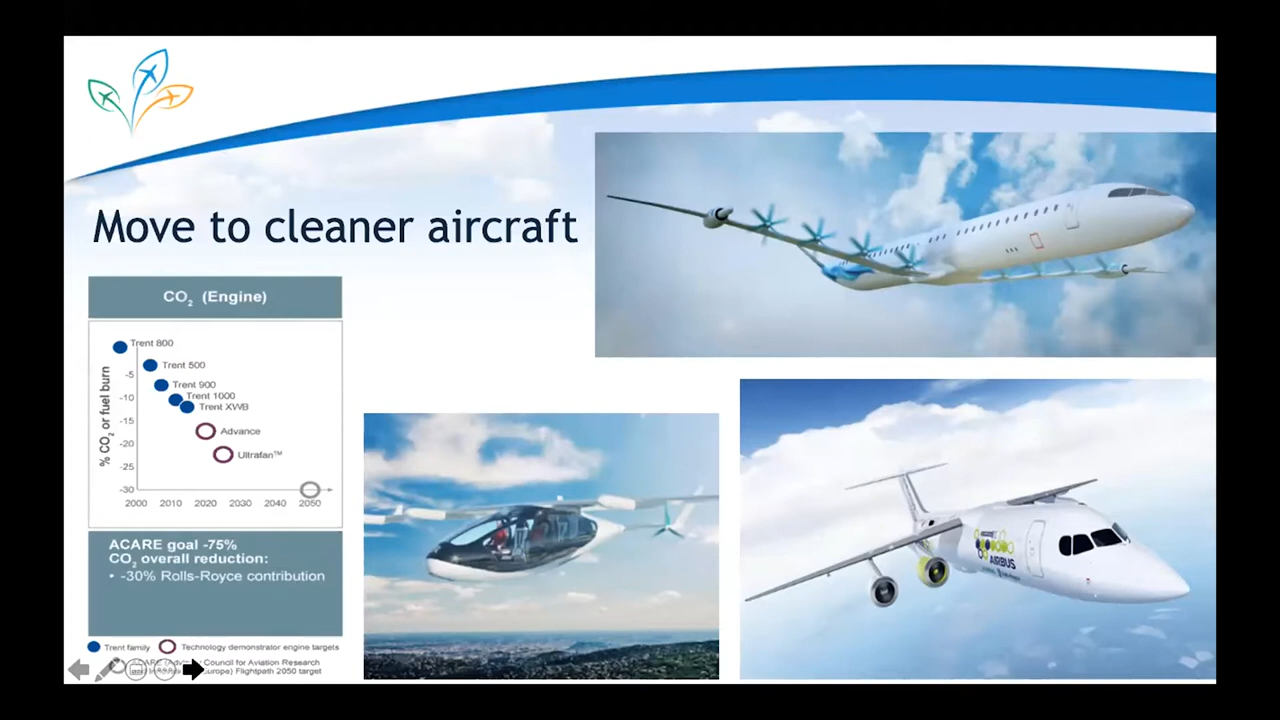 Move to cleaner aircraft
CO2 (Engine)
% CO2 or fuel burn
Trent 800
Trent 500
Trent 900
Trent 1000
Trent XWB
Advance
Ultrafan™
-5
-10
-15
-20
-25
-30
2000 2010 2020 2030 2040 2050
ACARE goal -75%
CO2 overall reduction:
• -30% Rolls-Royce contribution
Trent family
Technology demonstrator engine targets
Council for Aviation Research
Flightpath 2050 target
AIRBUS